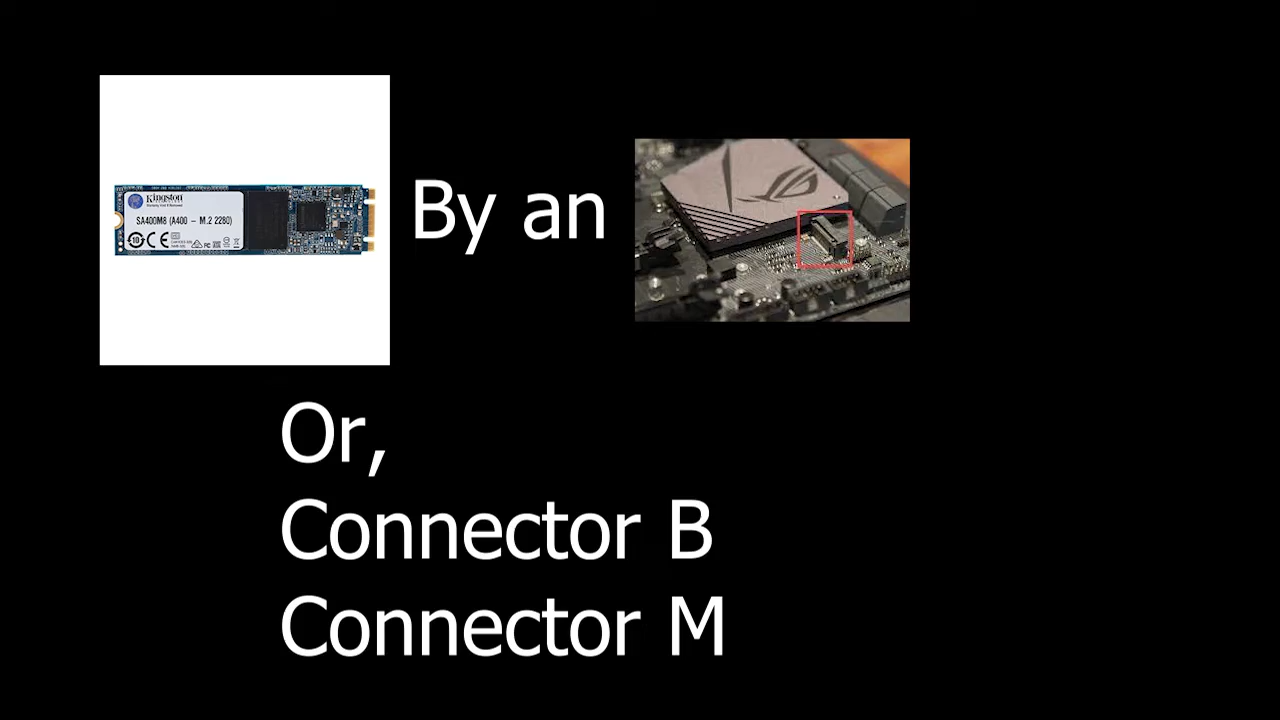 Kingston
SA400M8 (A400 – M.2 2280)
By an
Or,
Connector B
Connector M